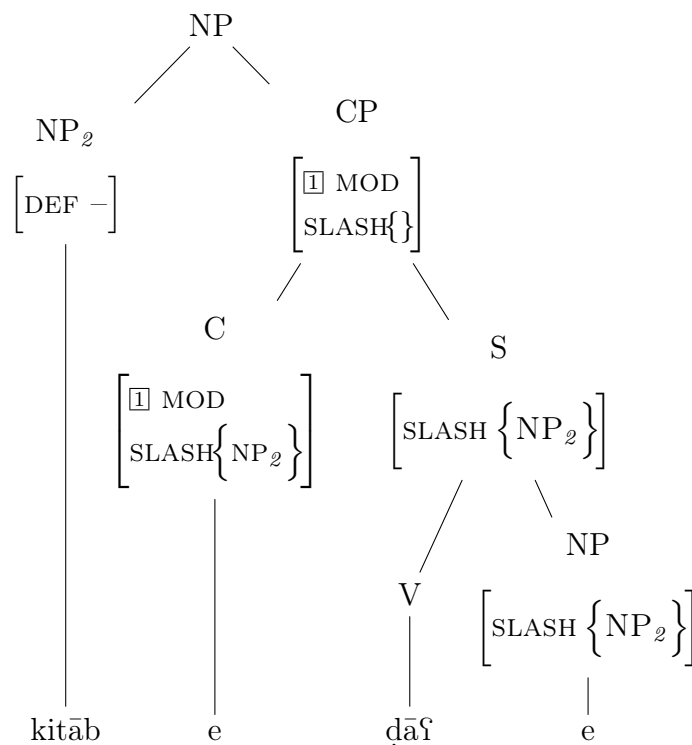 NP
NP₂
[DEF −]
CP
[1 MOD
SLASH{}]
C
[1 MOD
SLASH{NP₂}]
S
[SLASH {NP₂}]
V
NP
[SLASH {NP₂}]
kitāb e ḍāʕ e